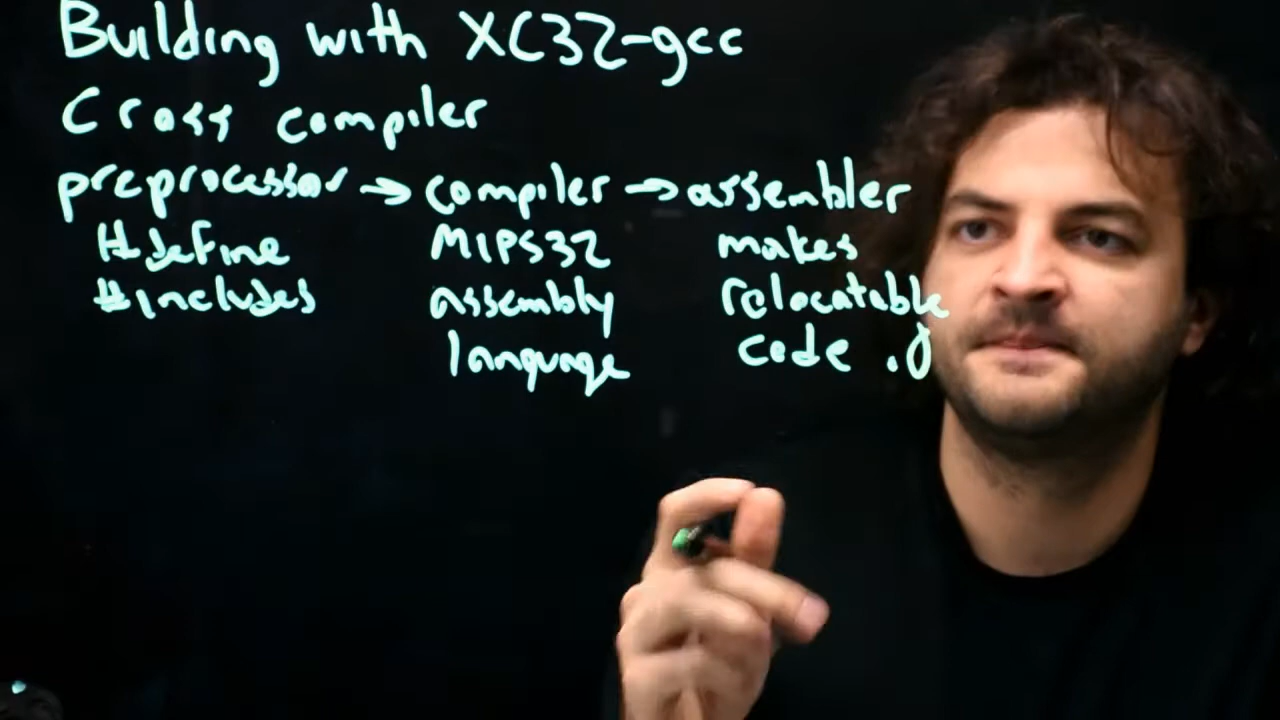 Building with XC32-gcc
Cross compiler
preprocessor → compiler → assembler
#define MIPS32 makes
#includes assembly relocatable
language code .o